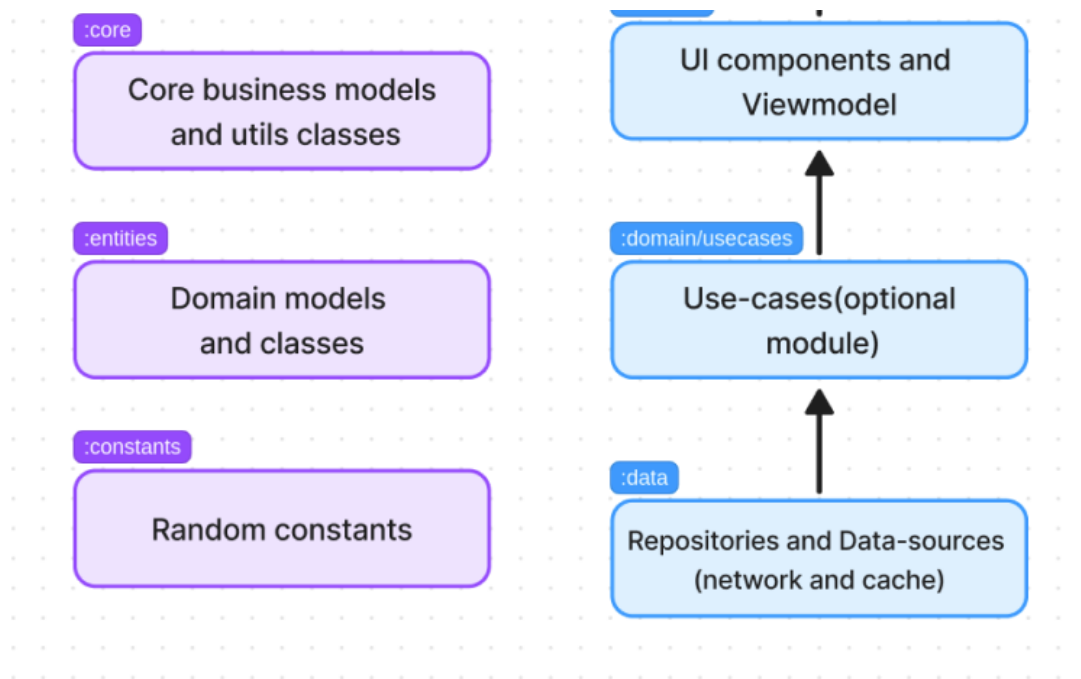 :core
Core business models
and utils classes
:entities
Domain models
and classes
:constants
Random constants
UI components and
Viewmodel
:domain/usecases
Use-cases(optional
module)
:data
Repositories and Data-sources
(network and cache)